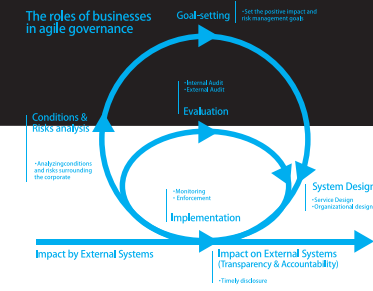 The roles of businesses
in agile governance
Goal-setting
•Set the positive impact and
risk management goals
•Internal Audit
•External Audit
Evaluation
Conditions &
Risks analysis
•Analyzingconditions
and risks surrounding
the corporate
•Monitoring
• Enforcement
Implementation
System Design
•Service Design
•Organizational design
Impact by External Systems
Impact on External Systems
(Transparency & Accountability)
•Timely disclosure